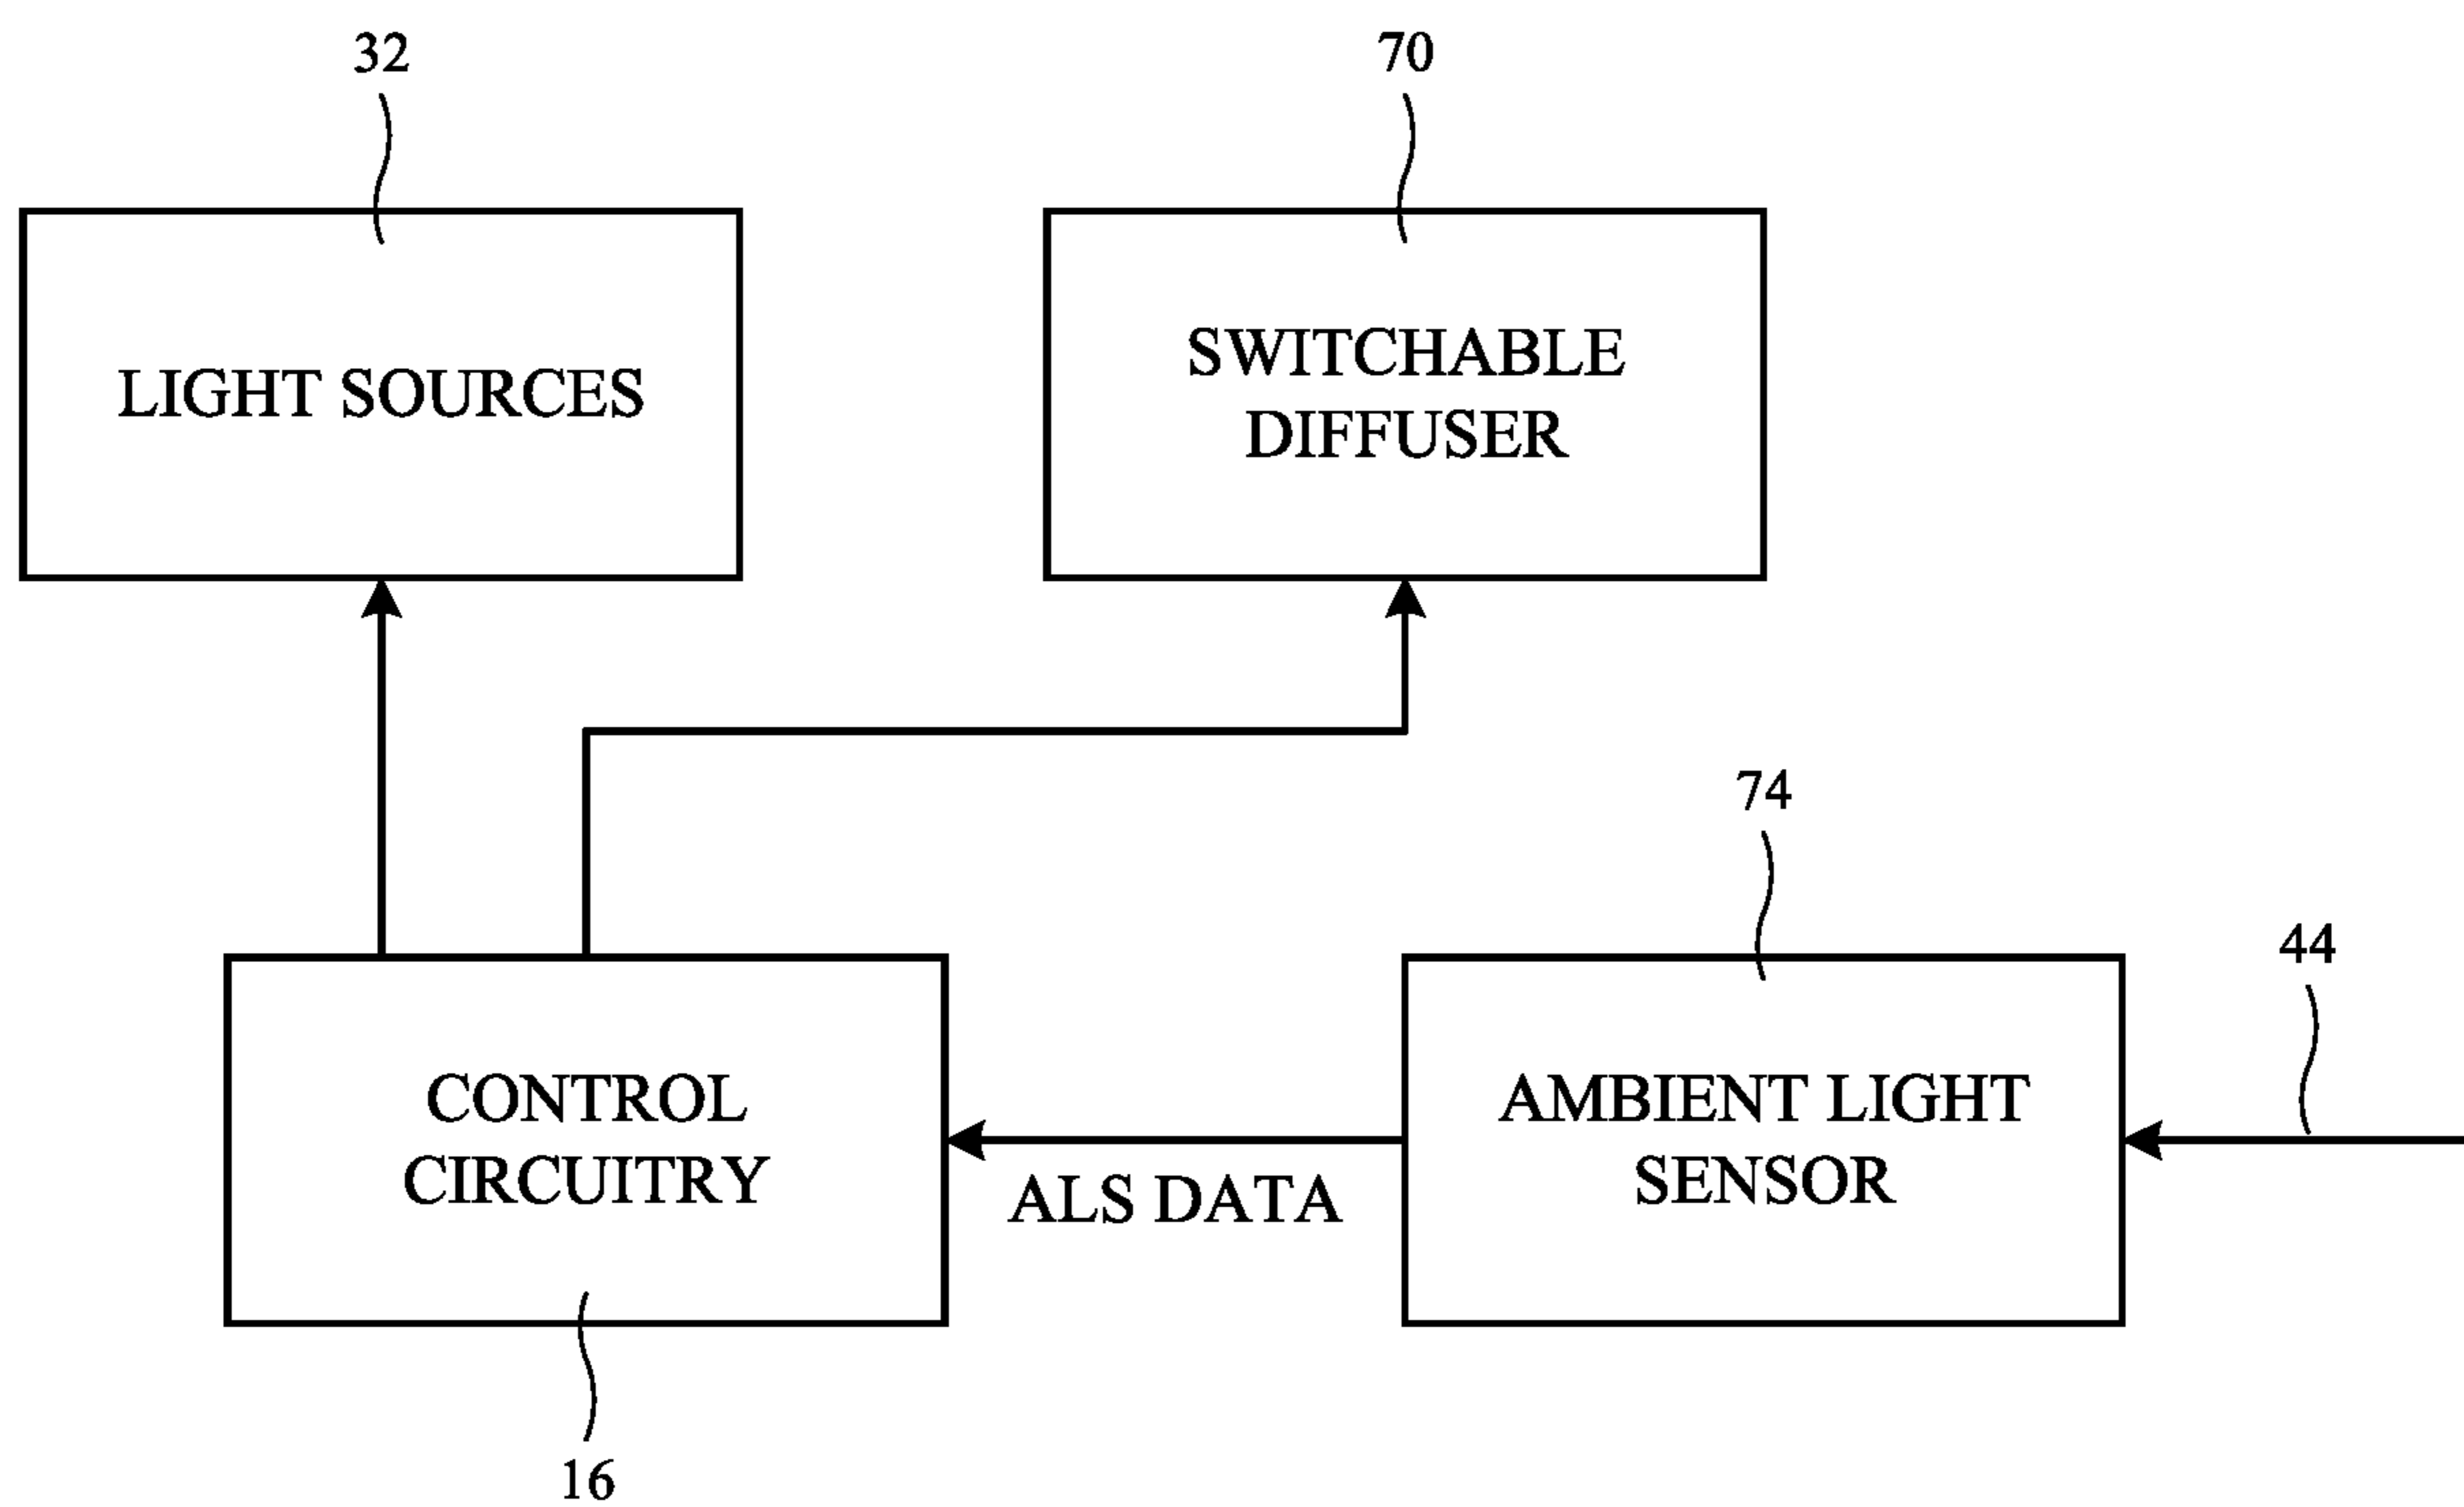 32
70
LIGHT SOURCES
SWITCHABLE
DIFFUSER
74
44
CONTROL
CIRCUITRY
ALS DATA
AMBIENT LIGHT
SENSOR
16